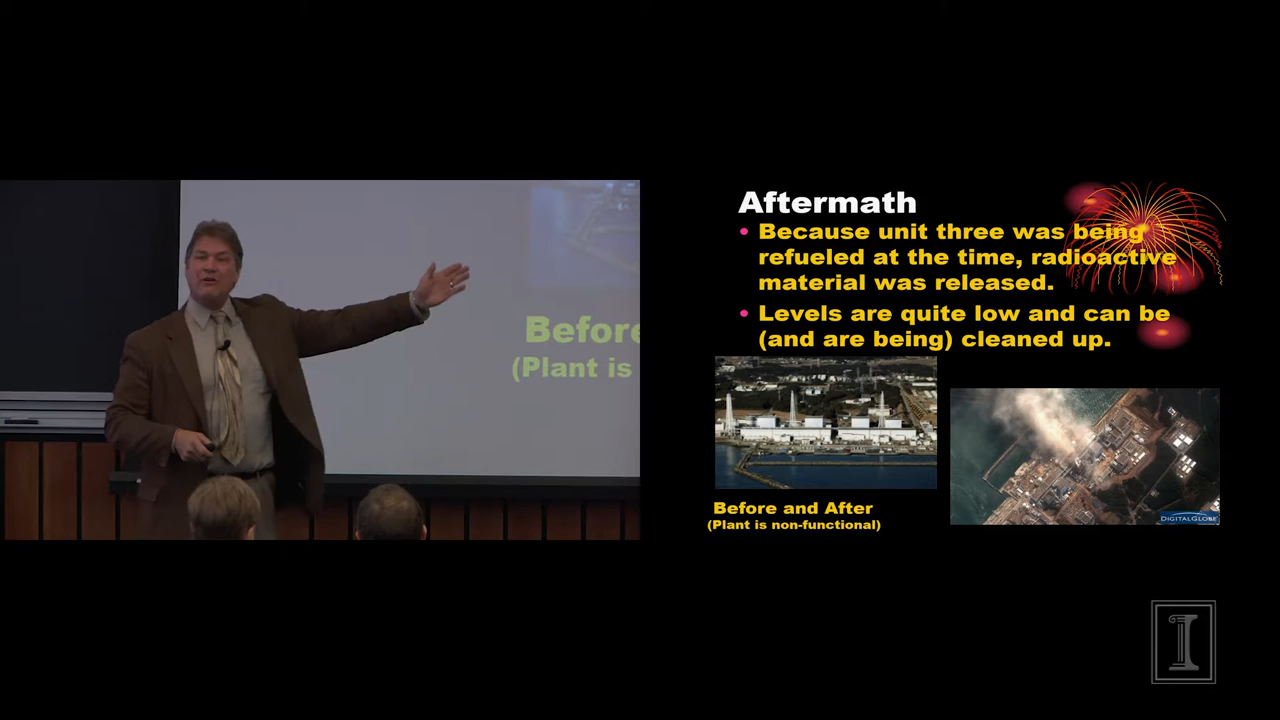 Before
(Plant is
Aftermath
• Because unit three was being
refueled at the time, radioactive
material was released.
• Levels are quite low and can be
(and are being) cleaned up.
Before and After
(Plant is non-functional)
DIGITALGLOBE
I